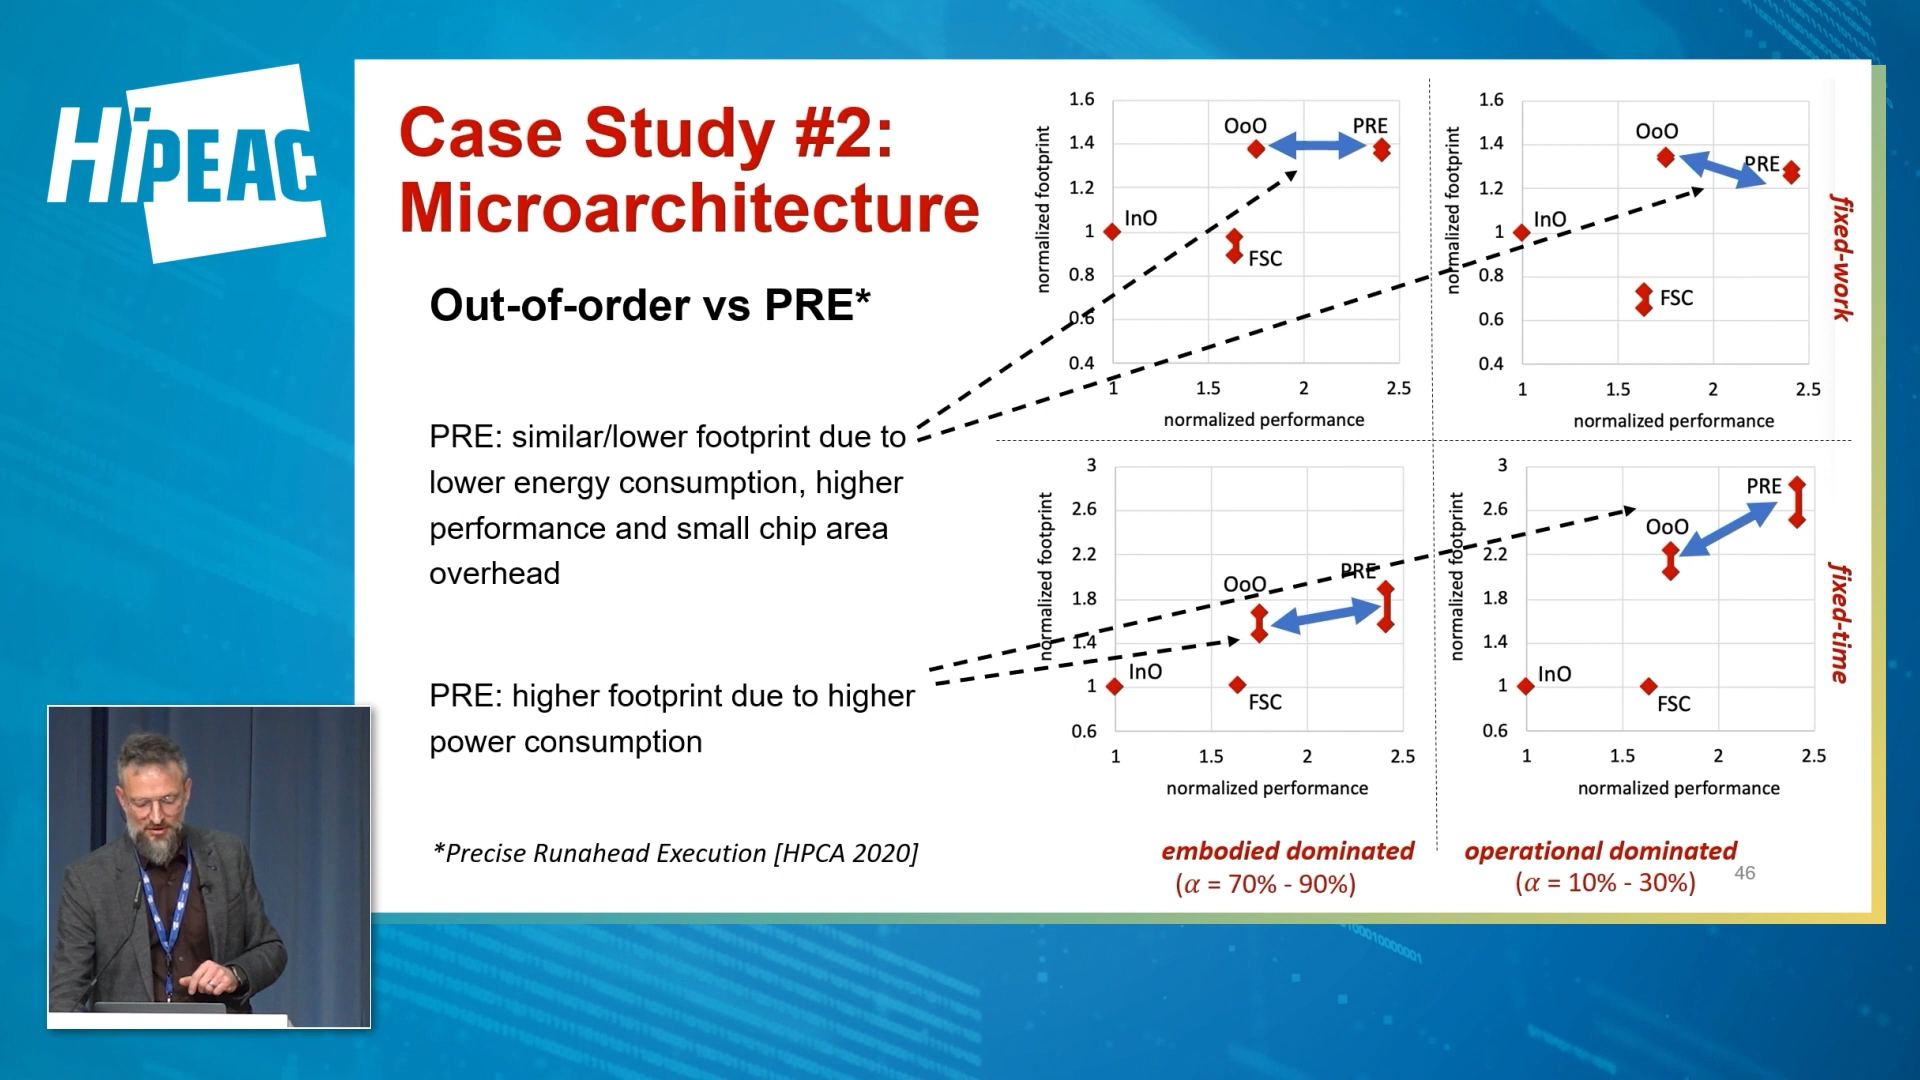 HiPEAC
Case Study #2:
Microarchitecture
Out-of-order vs PRE*
PRE: similar/lower footprint due to
lower energy consumption, higher
performance and small chip area
overhead
PRE: higher footprint due to higher
power consumption
*Precise Runahead Execution [HPCA 2020]
normalized footprint
1.6
1.4
1.2
1
0.8
0.6
0.4
OoO
PRE
InO
FSC
1 1.5 2 2.5
normalized performance
normalized footprint
1.6
1.4
1.2
1
0.8
0.6
0.4
OoO
PRE
InO
FSC
1 1.5 2 2.5
normalized performance
fixed-work
normalized footprint
3
2.6
2.2
1.8
1.4
1
0.6
OoO
PRE
InO
FSC
1 1.5 2 2.5
normalized performance
normalized footprint
3
2.6
2.2
1.8
1.4
1
0.6
PRE
OoO
InO
FSC
1 1.5 2 2.5
normalized performance
fixed-time
embodied dominated
(α = 70% - 90%)
operational dominated
(α = 10% - 30%)
46